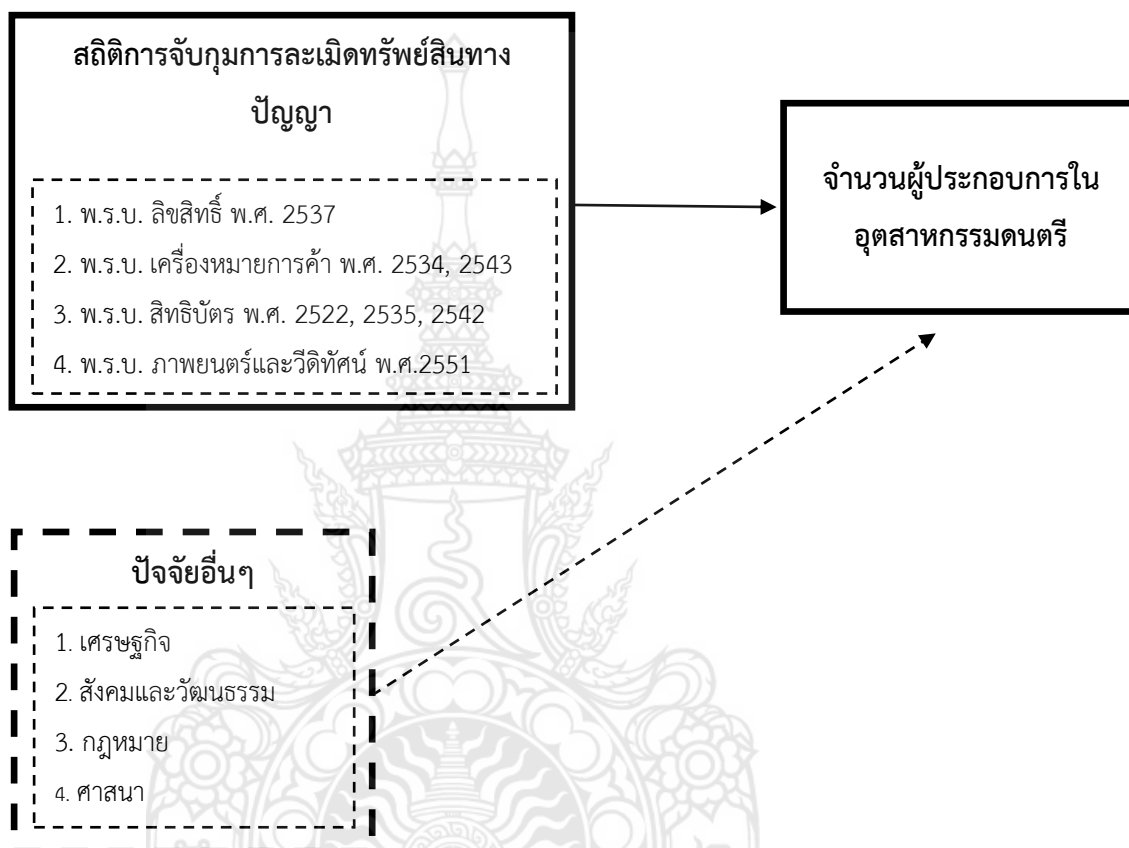 สถิติการจับกุมการละเมิดทรัพย์สินทาง
ปัญญา
1. พ.ร.บ. ลิขสิทธิ์ พ.ศ. 2537
2. พ.ร.บ. เครื่องหมายการค้า พ.ศ. 2534, 2543
3. พ.ร.บ. สิทธิบัตร พ.ศ. 2522, 2535, 2542
4. พ.ร.บ. ภาพยนตร์และวีดิทัศน์ พ.ศ.2551
จำนวนผู้ประกอบการใน
อุตสาหกรรมดนตรี
ปัจจัยอื่นๆ
1. เศรษฐกิจ
2. สังคมและวัฒนธรรม
3. กฎหมาย
4. ศาสนา